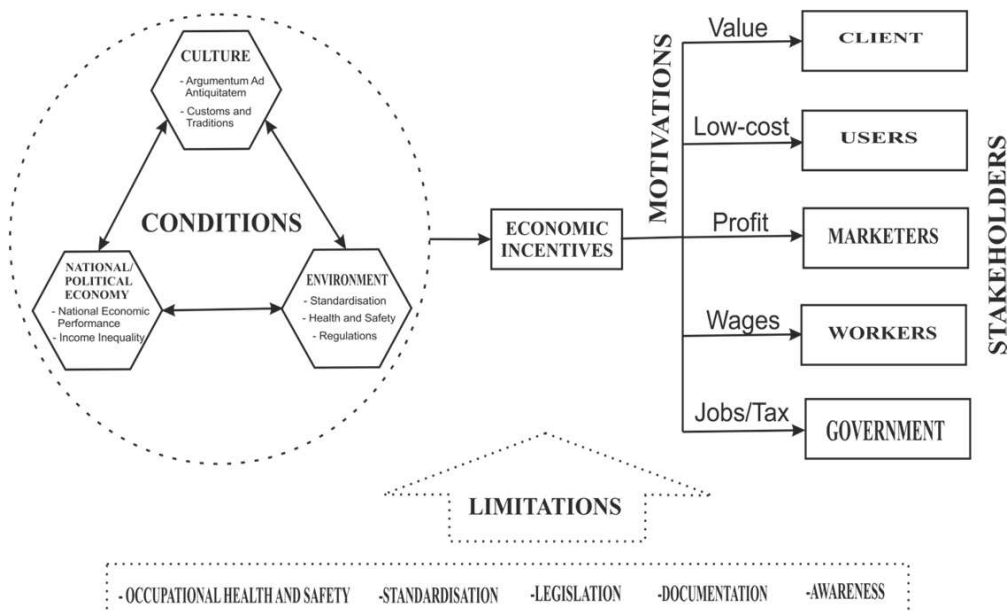 CULTURE
- Argumentum Ad
Antiquitatem
- Customs and
Traditions
CONDITIONS
NATIONAL/
POLITICAL
ECONOMY
- National Economic
Performance
- Income Inequality
ENVIRONMENT
- Standardisation
- Health and Safety
- Regulations
ECONOMIC
INCENTIVES
MOTIVATIONS
Value
CLIENT
Low-cost
USERS
Profit
MARKETERS
Wages
WORKERS
Jobs/Tax
GOVERNMENT
STAKEHOLDERS
LIMITATIONS
- OCCUPATIONAL HEALTH AND SAFETY -STANDARDISATION -LEGISLATION -DOCUMENTATION -AWARENESS